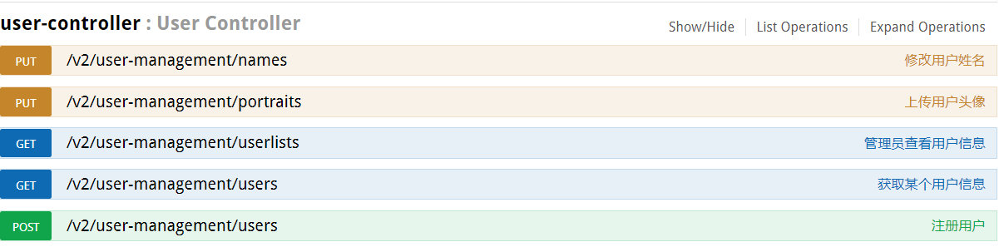 user-controller : User Controller Show/Hide List Operations Expand Operations
PUT /v2/user-management/names 修改用户姓名
PUT /v2/user-management/portraits 上传用户头像
GET /v2/user-management/userlists 管理员查看用户信息
GET /v2/user-management/users 获取某个用户信息
POST /v2/user-management/users 注册用户